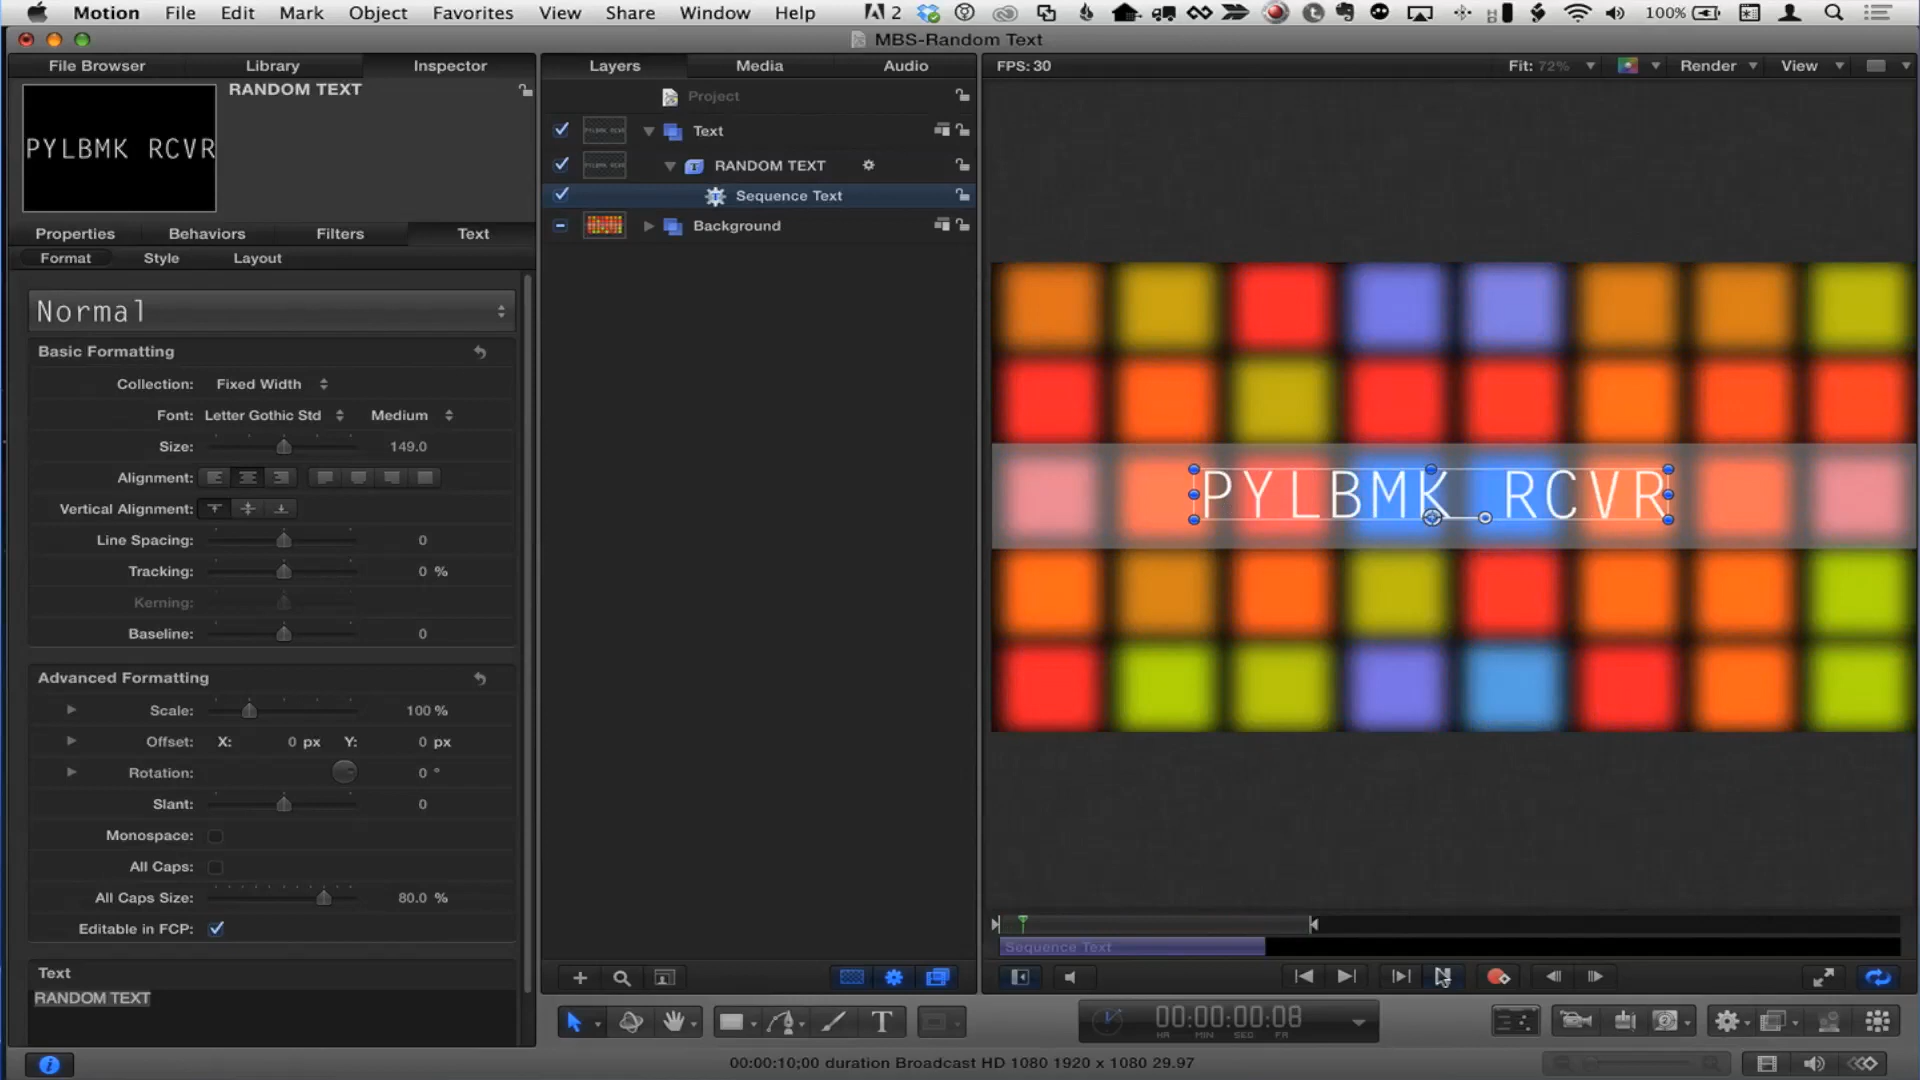 Motion File Edit Mark Object Favorites View Share Window Help 2 100%
MBS-Random Text
File Browser Library Inspector
RANDOM TEXT
PYLBMK RCVR
Properties Behaviors Filters Text
Format Style Layout
Normal
Basic Formatting
Collection: Fixed Width
Font: Letter Gothic Std Medium
Size: 149.0
Alignment:
Vertical Alignment:
Line Spacing: 0
Tracking: 0 %
Kerning:
Baseline: 0
Advanced Formatting
Scale: 100 %
Offset: X: 0 px Y: 0 px
Rotation: 0 °
Slant: 0
Monospace:
All Caps:
All Caps Size: 80.0 %
Editable in FCP:
Text
RANDOM TEXT
Layers Media Audio
Project
Text
RANDOM TEXT
Sequence Text
Background
FPS: 30 Fit: 72% Render View
PYLBMK RCVR
Sequence Text
00:00:00:08
HR MIN SEC FR
00:00:10;00 duration Broadcast HD 1080 1920 x 1080 29.97